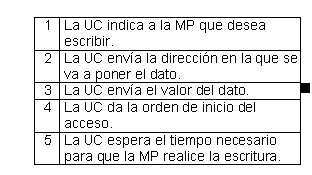 1 La UC indica a la MP que desea
escribir.
2 La UC envía la dirección en la que se
va a poner el dato.
3 La UC envía el valor del dato.
4 La UC da la orden de inicio del
acceso.
5 La UC espera el tiempo necesario
para que la MP realice la escritura.